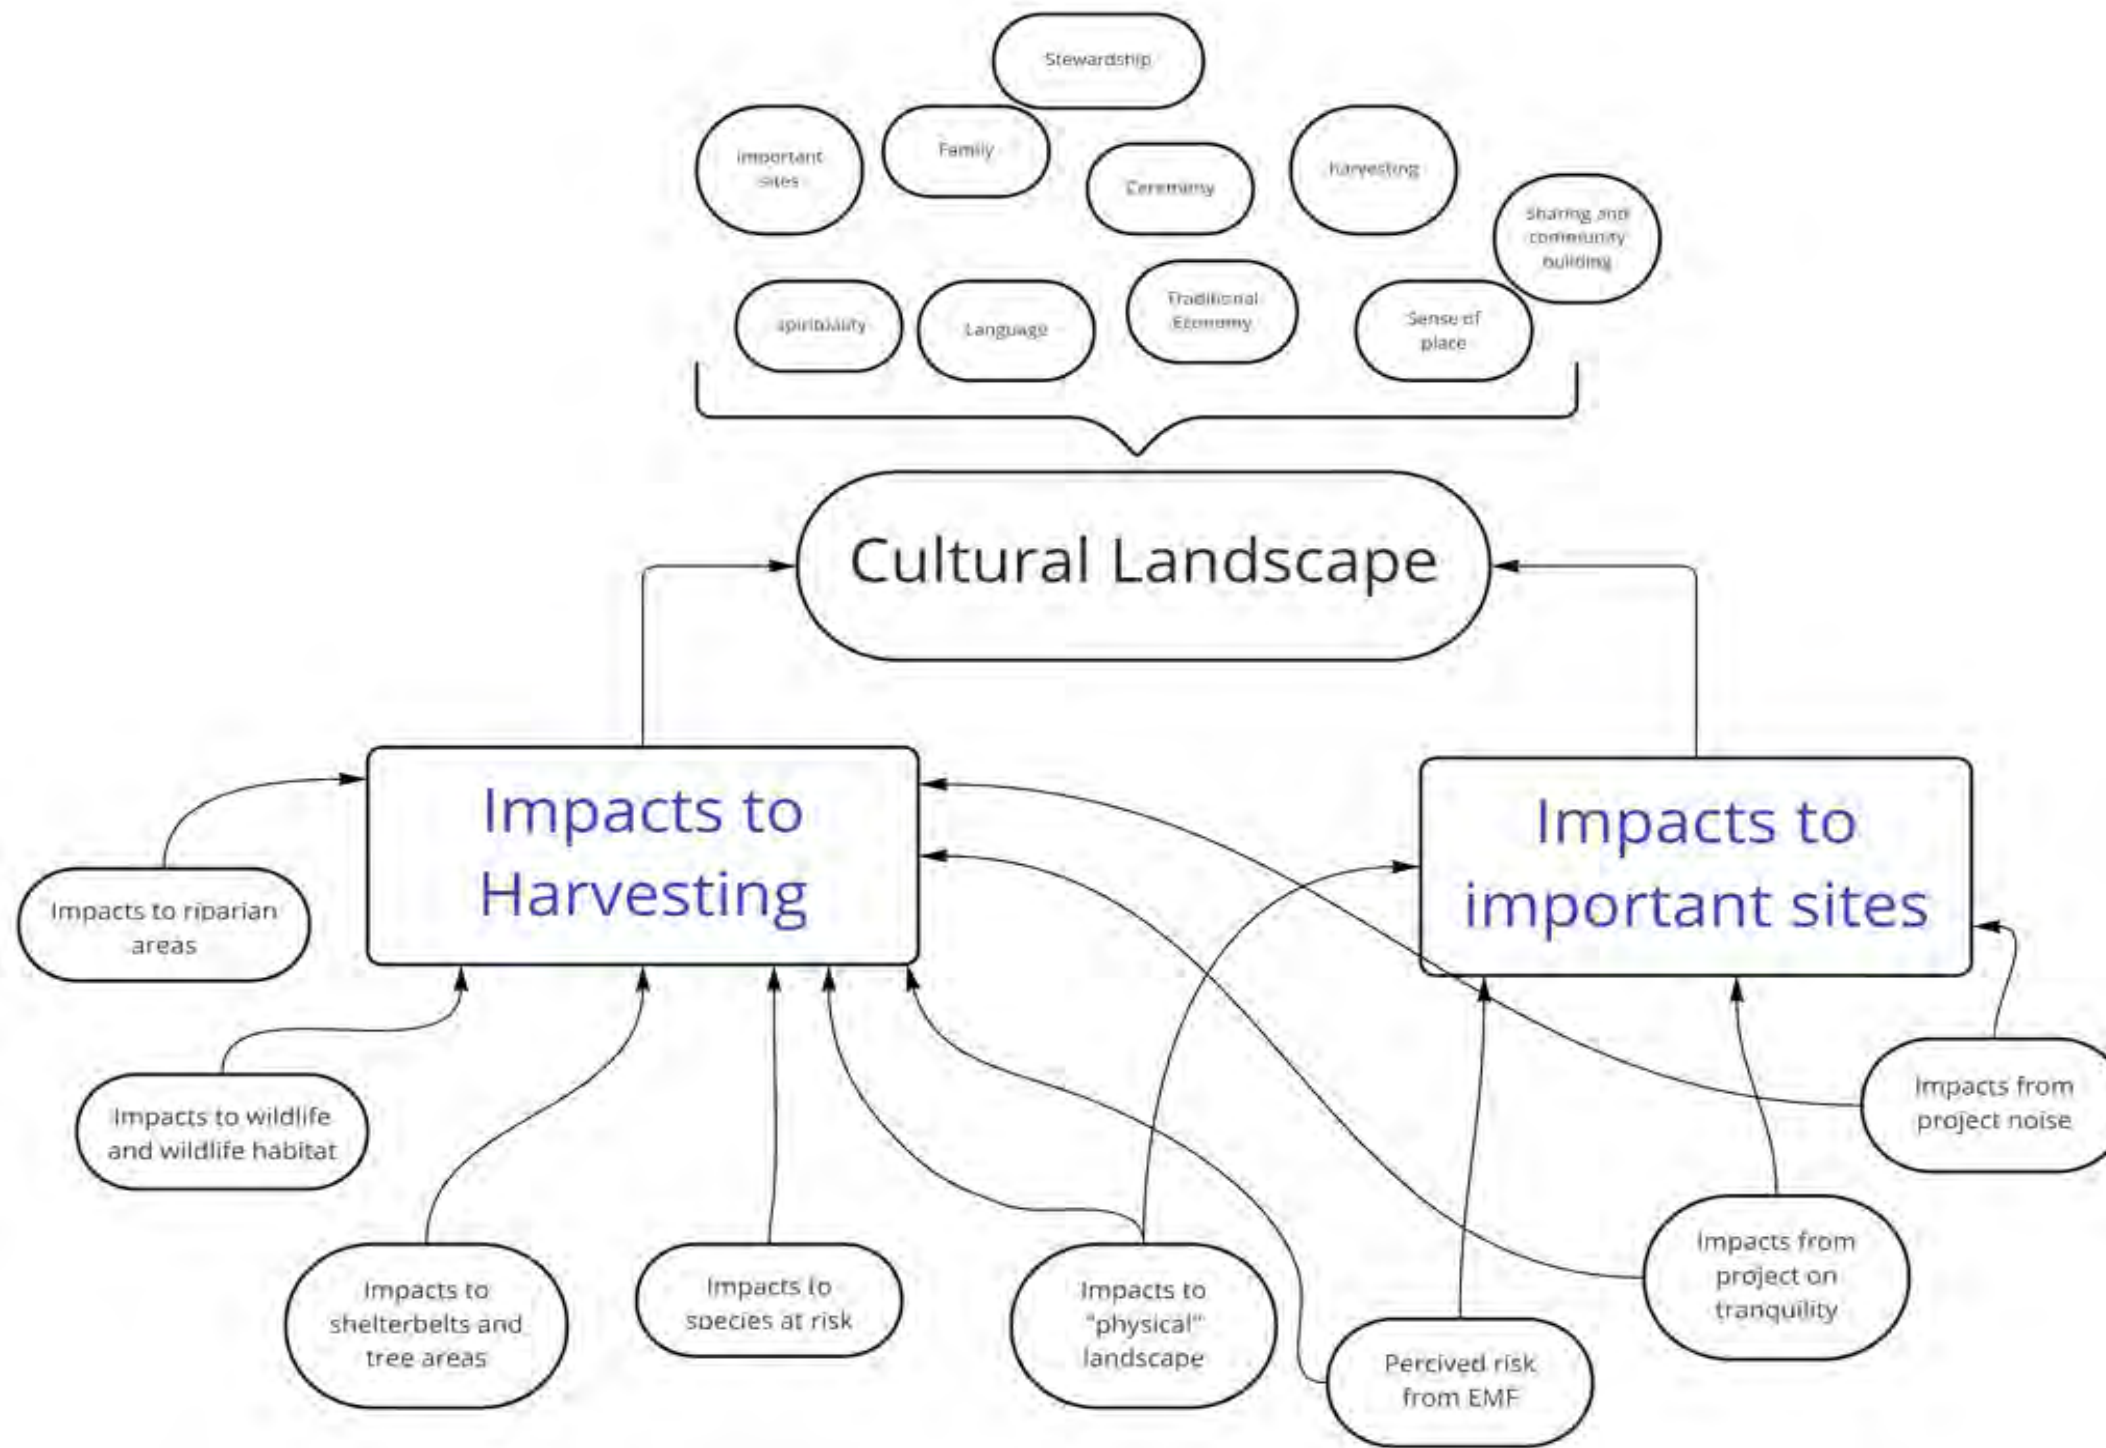 Stewardship
important
sites
Family
Ceremony
harvesting
Sharing and
community
building
spirituality
Language
Traditional
Economy
Sense of
place
Cultural Landscape
Impacts to
Harvesting
Impacts to
important sites
Impacts to riparian
areas
Impacts to wildlife
and wildlife habitat
Impacts to
shelterbelts and
tree areas
Impacts to
species at risk
Impacts to
"physical"
landscape
Percived risk
from EMF
Impacts from
project on
tranquility
Impacts from
project noise